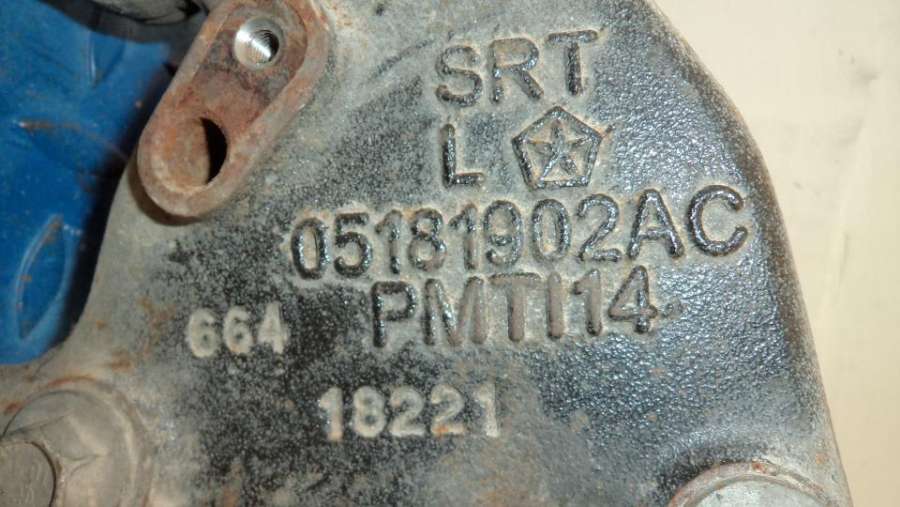 SRT
L
05181902AC
PMTI14
664
18221